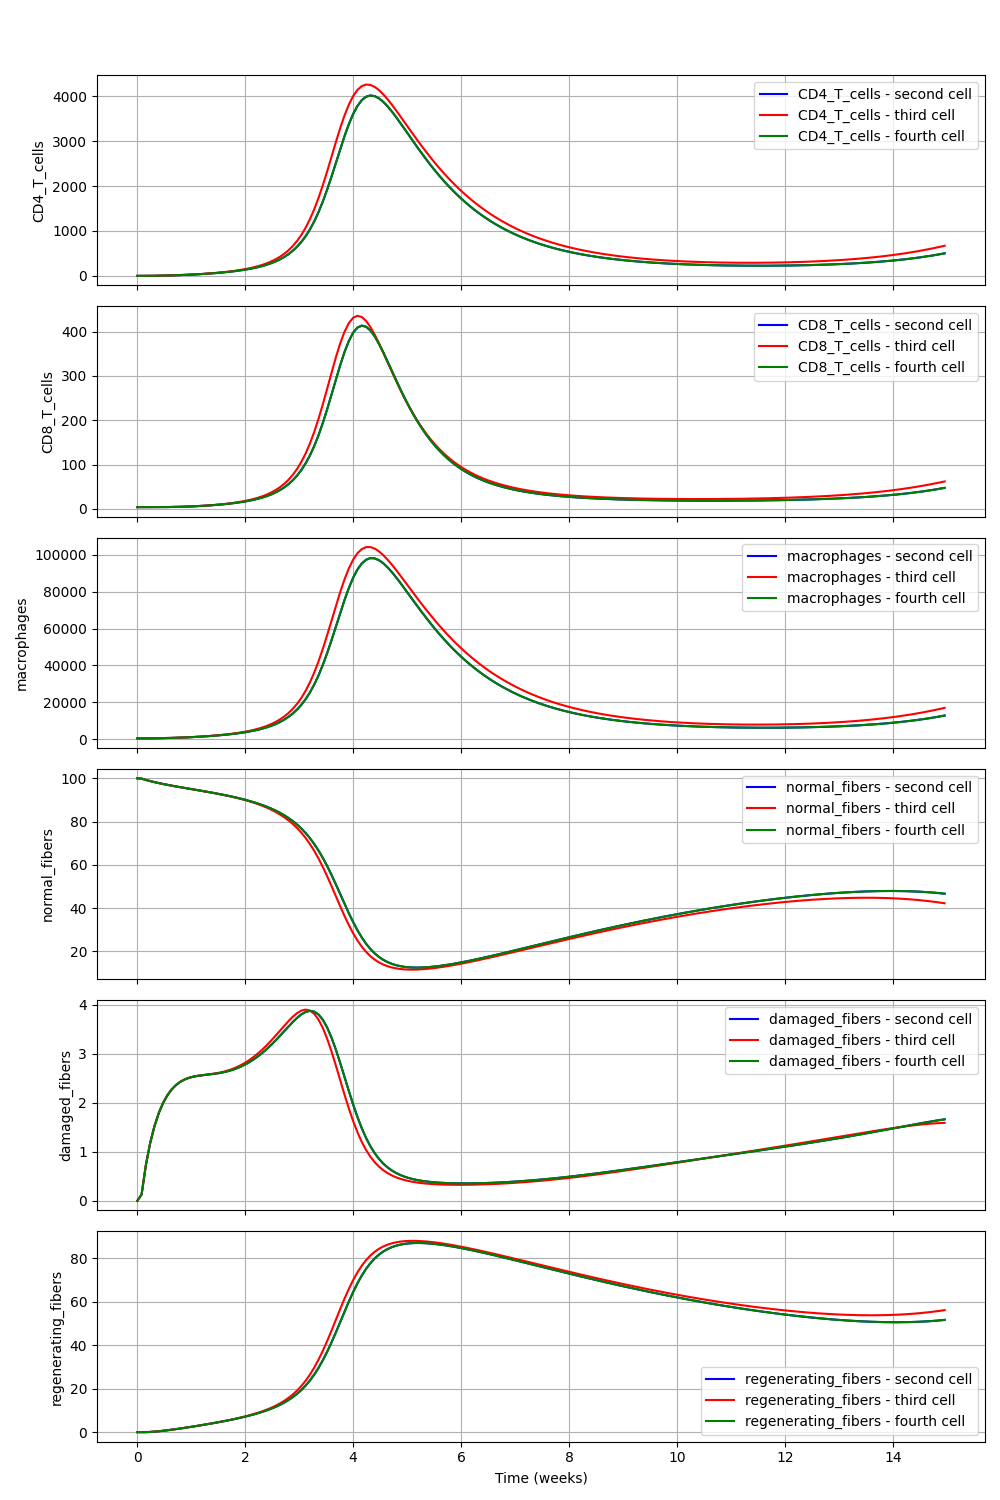 CD4_T_cells
4000
3000
2000
1000
0
CD4_T_cells - second cell
CD4_T_cells - third cell
CD4_T_cells - fourth cell
CD8_T_cells
400
300
200
100
0
CD8_T_cells - second cell
CD8_T_cells - third cell
CD8_T_cells - fourth cell
macrophages
100000
80000
60000
40000
20000
0
macrophages - second cell
macrophages - third cell
macrophages - fourth cell
normal_fibers
100
80
60
40
20
normal_fibers - second cell
normal_fibers - third cell
normal_fibers - fourth cell
damaged_fibers
4
3
2
1
0
damaged_fibers - second cell
damaged_fibers - third cell
damaged_fibers - fourth cell
regenerating_fibers
80
60
40
20
0
regenerating_fibers - second cell
regenerating_fibers - third cell
regenerating_fibers - fourth cell
0 2 4 6 8 10 12 14
Time (weeks)